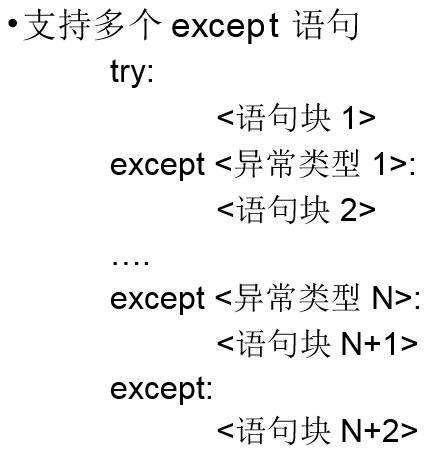 •支持多个 except 语句
try:
<语句块 1>
except <异常类型 1>:
<语句块 2>
….
except <异常类型 N>:
<语句块 N+1>
except:
<语句块 N+2>